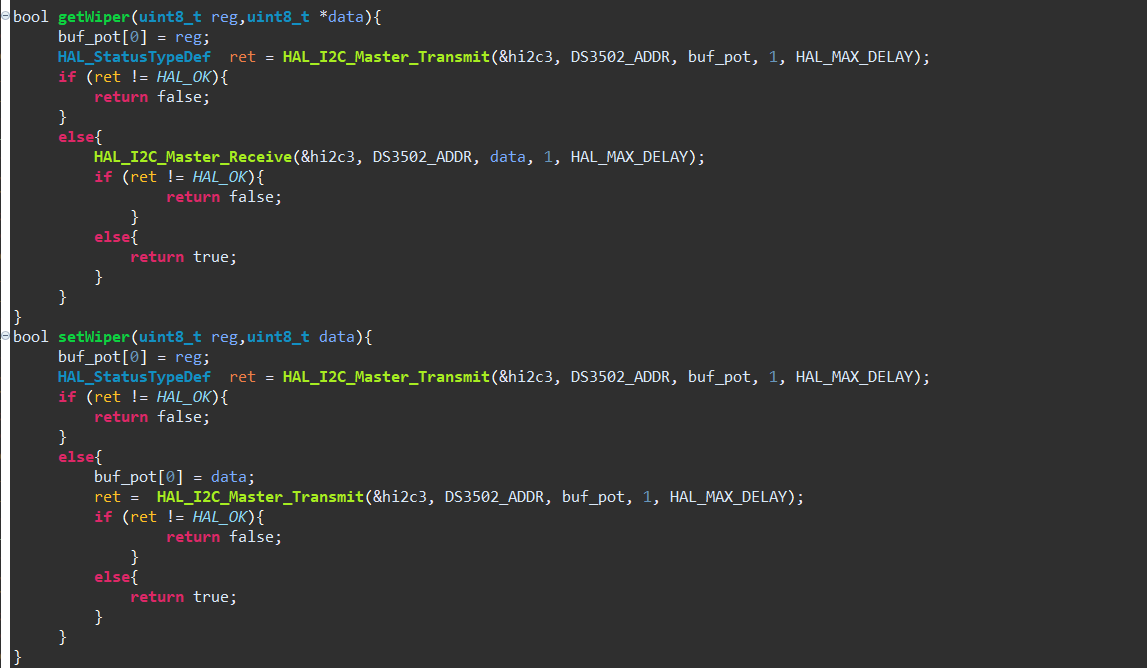 bool getWiper(uint8_t reg,uint8_t *data){
     buf_pot[0] = reg;
     HAL_StatusTypeDef  ret = HAL_I2C_Master_Transmit(&hi2c3, DS3502_ADDR, buf_pot, 1, HAL_MAX_DELAY);
     if (ret != HAL_OK){
         return false;
     }
     else{
         HAL_I2C_Master_Receive(&hi2c3, DS3502_ADDR, data, 1, HAL_MAX_DELAY);
         if (ret != HAL_OK){
                 return false;
             }
         else{
             return true;
         }
     }
}
bool setWiper(uint8_t reg,uint8_t data){
     buf_pot[0] = reg;
     HAL_StatusTypeDef  ret = HAL_I2C_Master_Transmit(&hi2c3, DS3502_ADDR, buf_pot, 1, HAL_MAX_DELAY);
     if (ret != HAL_OK){
         return false;
     }
     else{
         buf_pot[0] = data;
         ret =  HAL_I2C_Master_Transmit(&hi2c3, DS3502_ADDR, buf_pot, 1, HAL_MAX_DELAY);
         if (ret != HAL_OK){
                 return false;
             }
         else{
             return true;
         }
     }
}